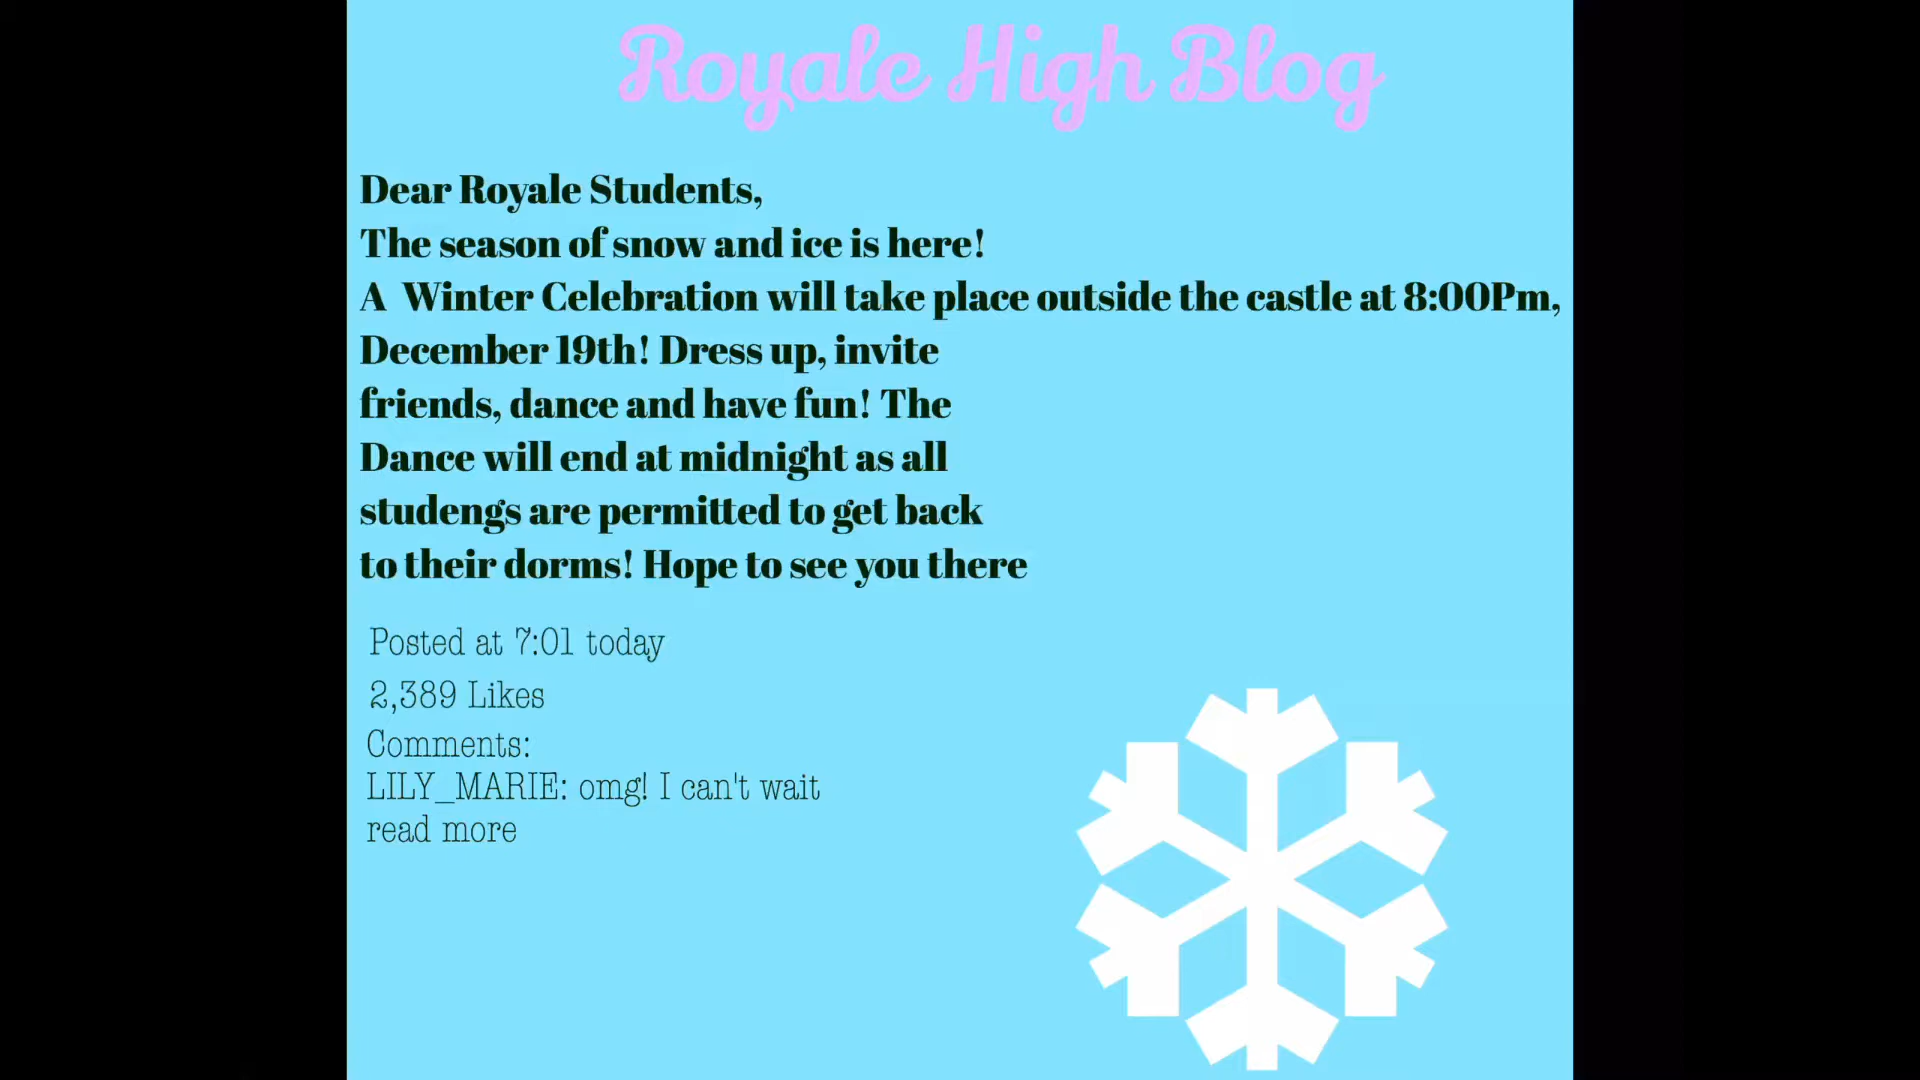 Royale High Blog
Dear Royale Students,
The season of snow and ice is here!
A Winter Celebration will take place outside the castle at 8:00Pm,
December 19th! Dress up, invite
friends, dance and have fun! The
Dance will end at midnight as all
studengs are permitted to get back
to their dorms! Hope to see you there
Posted at 7:01 today
2,389 Likes
Comments:
LILY_MARIE: omg! I can't wait
read more